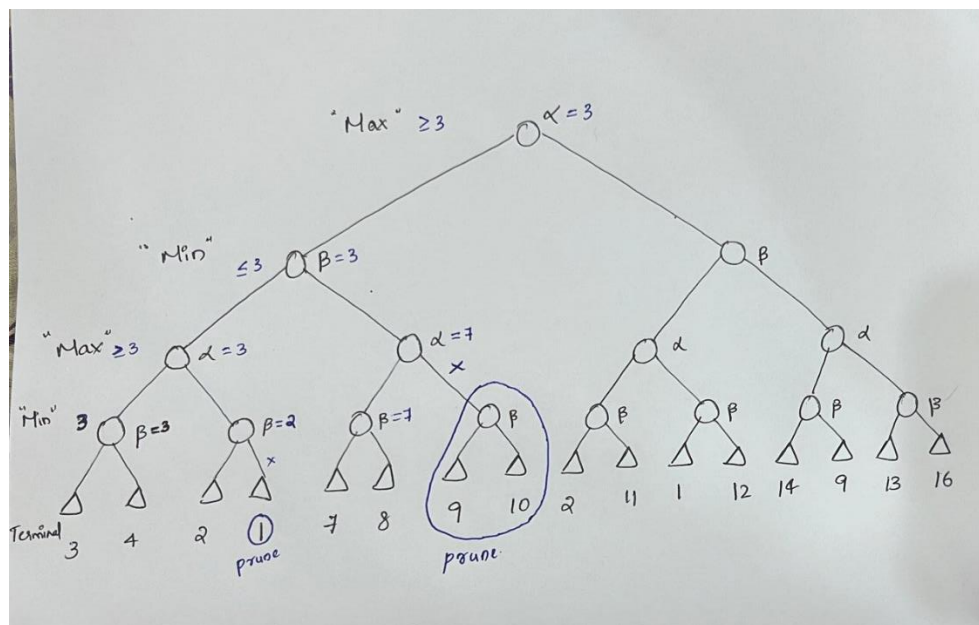 "Max" ≥3 α=3
"Min" ≤3 β=3 β
"Max" ≥3 α=3 α=7 α α
×
"Min" 3 β=3 β=2 β=7 β β β β β
×
Terminal 3 4 2 1 7 8 9 10 2 11 1 12 14 9 13 16
prune prune.